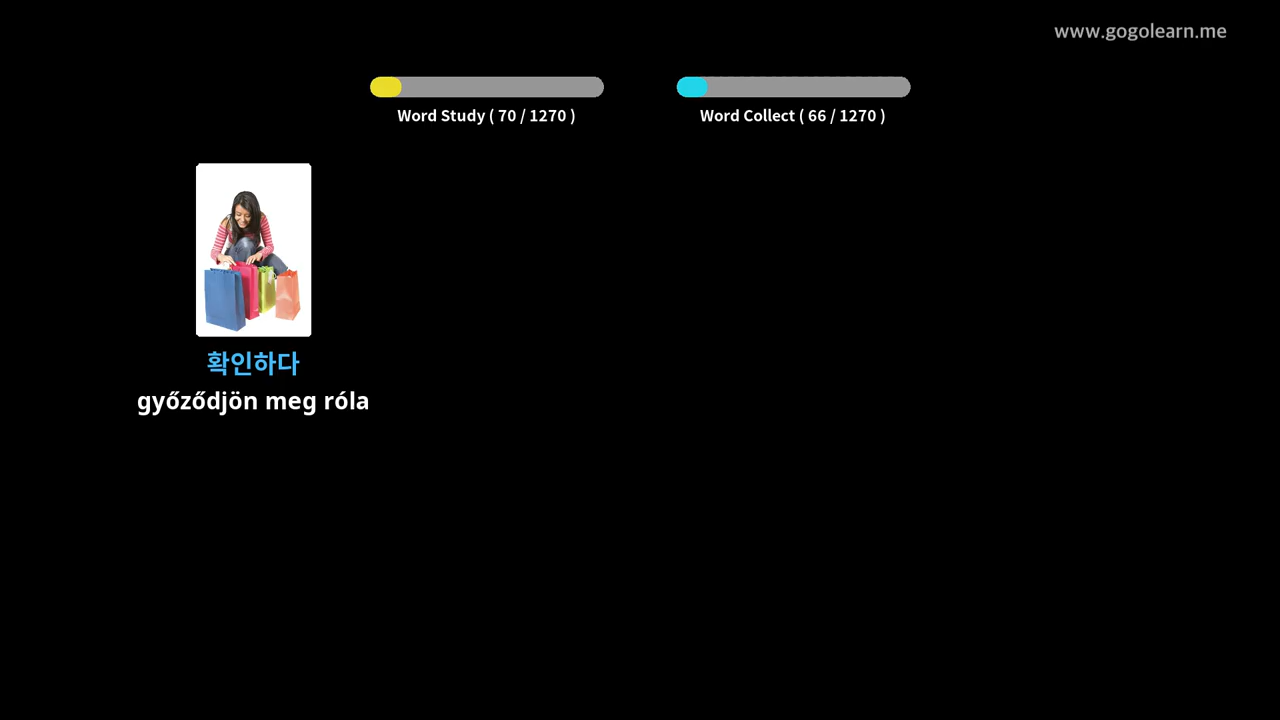 www.gogolearn.me
Word Study ( 70 / 1270 )
Word Collect ( 66 / 1270 )
확인하다
győződjön meg róla